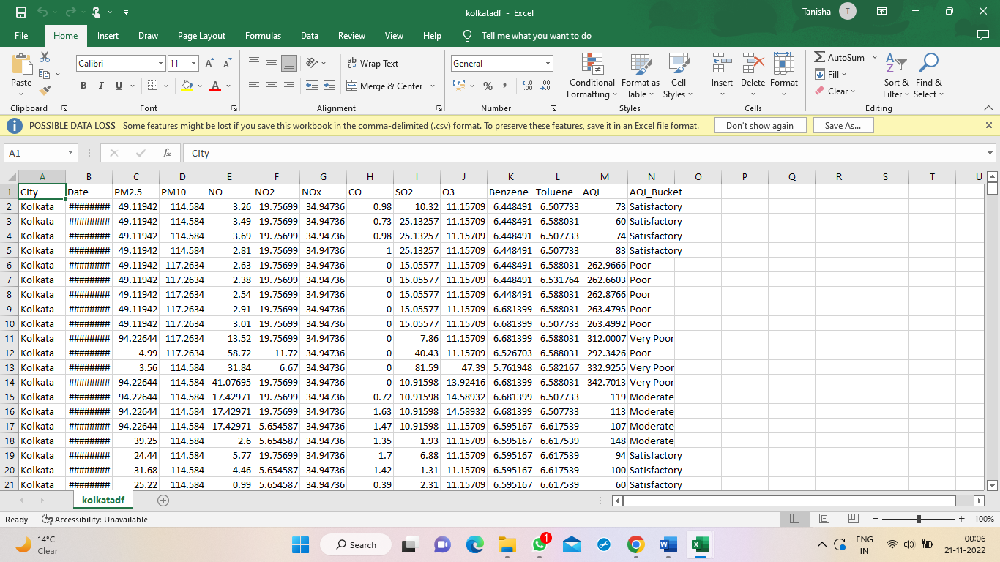 kolkatadf - Excel
Tanisha T
File Home Insert Draw Page Layout Formulas Data Review View Help Tell me what you want to do
Calibri 11 A A ab Wrap Text General Conditional Format as Cell Insert Delete Format AutoSum Sort & Find &
Paste B I U A Merge & Center % , Formatting Table Styles Fill Filter Select
Clear
Clipboard Font Alignment Number Styles Cells Editing
POSSIBLE DATA LOSS Some features might be lost if you save this workbook in the comma-delimited (.csv) format. To preserve these features, save it in an Excel file format. Don't show again Save As...
A1 fx City
A B C D E F G H I J K L M N O P Q R S T U
1 City Date PM2.5 PM10 NO NO2 NOx CO SO2 O3 Benzene Toluene AQI AQI_Bucket
2 Kolkata ######## 49.11942 114.584 3.26 19.75699 34.94736 0.98 10.32 11.15709 6.448491 6.507733 73 Satisfactory
3 Kolkata ######## 49.11942 114.584 3.49 19.75699 34.94736 0.73 25.13257 11.15709 6.448491 6.588031 60 Satisfactory
4 Kolkata ######## 49.11942 114.584 3.69 19.75699 34.94736 0.98 25.13257 11.15709 6.448491 6.507733 74 Satisfactory
5 Kolkata ######## 49.11942 114.584 2.81 19.75699 34.94736 1 25.13257 11.15709 6.448491 6.507733 83 Satisfactory
6 Kolkata ######## 49.11942 117.2634 2.63 19.75699 34.94736 0 15.05577 11.15709 6.448491 6.588031 262.9666 Poor
7 Kolkata ######## 49.11942 117.2634 2.38 19.75699 34.94736 0 15.05577 11.15709 6.448491 6.531764 262.6603 Poor
8 Kolkata ######## 49.11942 117.2634 2.54 19.75699 34.94736 0 15.05577 11.15709 6.448491 6.588031 262.8766 Poor
9 Kolkata ######## 49.11942 117.2634 2.91 19.75699 34.94736 0 15.05577 11.15709 6.681399 6.588031 263.4795 Poor
10 Kolkata ######## 49.11942 117.2634 3.01 19.75699 34.94736 0 15.05577 11.15709 6.681399 6.507733 263.4992 Poor
11 Kolkata ######## 94.22644 117.2634 13.52 19.75699 34.94736 0 7.86 11.15709 6.681399 6.588031 312.0007 Very Poor
12 Kolkata ######## 4.99 117.2634 58.72 11.72 34.94736 0 40.43 11.15709 6.526703 6.588031 292.3426 Poor
13 Kolkata ######## 3.56 114.584 31.84 6.67 34.94736 0 81.59 47.39 5.761948 6.582167 332.9255 Very Poor
14 Kolkata ######## 94.22644 114.584 41.07695 19.75699 34.94736 0 10.91598 13.92416 6.681399 6.588031 342.7013 Very Poor
15 Kolkata ######## 94.22644 114.584 17.42971 19.75699 34.94736 0.72 10.91598 14.58932 6.681399 6.507733 119 Moderate
16 Kolkata ######## 94.22644 114.584 17.42971 19.75699 34.94736 1.63 10.91598 14.58932 6.681399 6.507733 113 Moderate
17 Kolkata ######## 94.22644 114.584 17.42971 5.654587 34.94736 1.47 10.91598 11.15709 6.595167 6.617539 107 Moderate
18 Kolkata ######## 39.25 114.584 2.6 5.654587 34.94736 1.35 1.93 11.15709 6.595167 6.617539 148 Moderate
19 Kolkata ######## 24.44 114.584 5.77 19.75699 34.94736 1.7 6.88 11.15709 6.595167 6.617539 94 Satisfactory
20 Kolkata ######## 31.68 114.584 4.46 5.654587 34.94736 1.42 1.31 11.15709 6.595167 6.617539 100 Satisfactory
21 Kolkata ######## 25.22 114.584 0.99 5.654587 34.94736 0.39 2.31 11.15709 6.595167 6.617539 60 Satisfactory
kolkatadf
Ready Accessibility: Unavailable 100%
14°C
Clear
Search
1
ENG
IN
00:06
21-11-2022